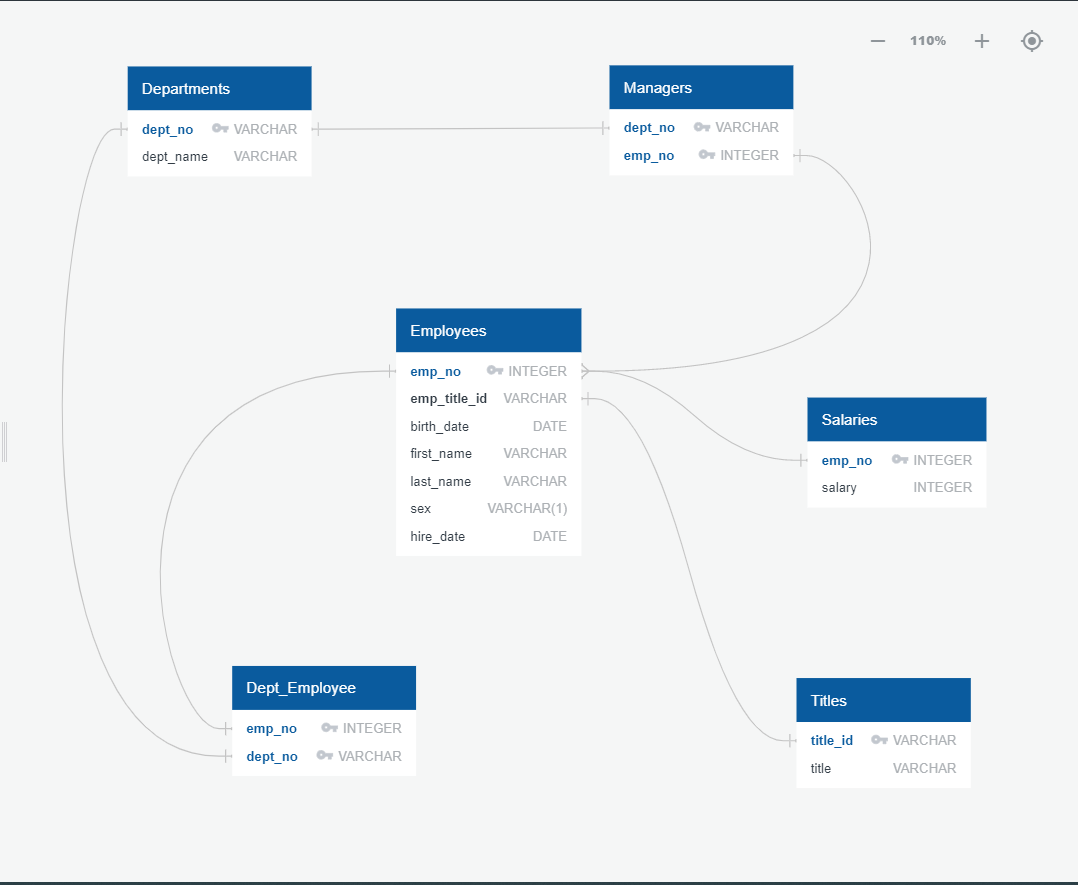 110%
Departments
dept_no VARCHAR
dept_name VARCHAR
Managers
dept_no VARCHAR
emp_no INTEGER
Employees
emp_no INTEGER
emp_title_id VARCHAR
birth_date DATE
first_name VARCHAR
last_name VARCHAR
sex VARCHAR(1)
hire_date DATE
Salaries
emp_no INTEGER
salary INTEGER
Dept_Employee
emp_no INTEGER
dept_no VARCHAR
Titles
title_id VARCHAR
title VARCHAR